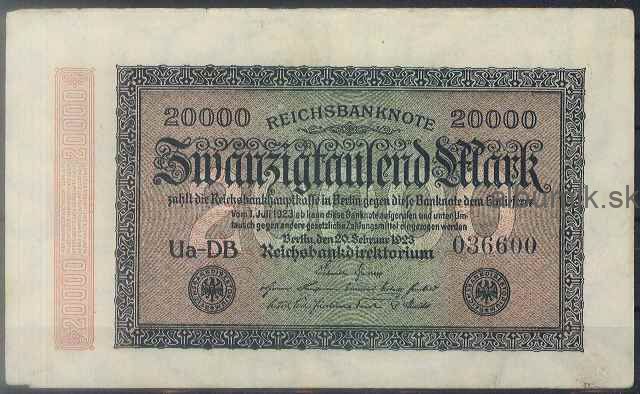 20000 REICHSBANKNOTE 20000
Zwanzigtausend Mark
zahlt die Reichsbankhauptkasse in Berlin gegen diese Banknote dem Einlieferer
Vom 1. Juli 1923 ab kann diese Banknote aufgerufen und unter Um-
tausch gegen andere gesetzliche Zahlungsmittel eingezogen werden
Berlin, den 20. Februar 1923
Ua-DB Reichsbankdirektorium 036600
20000
20000
k.sk